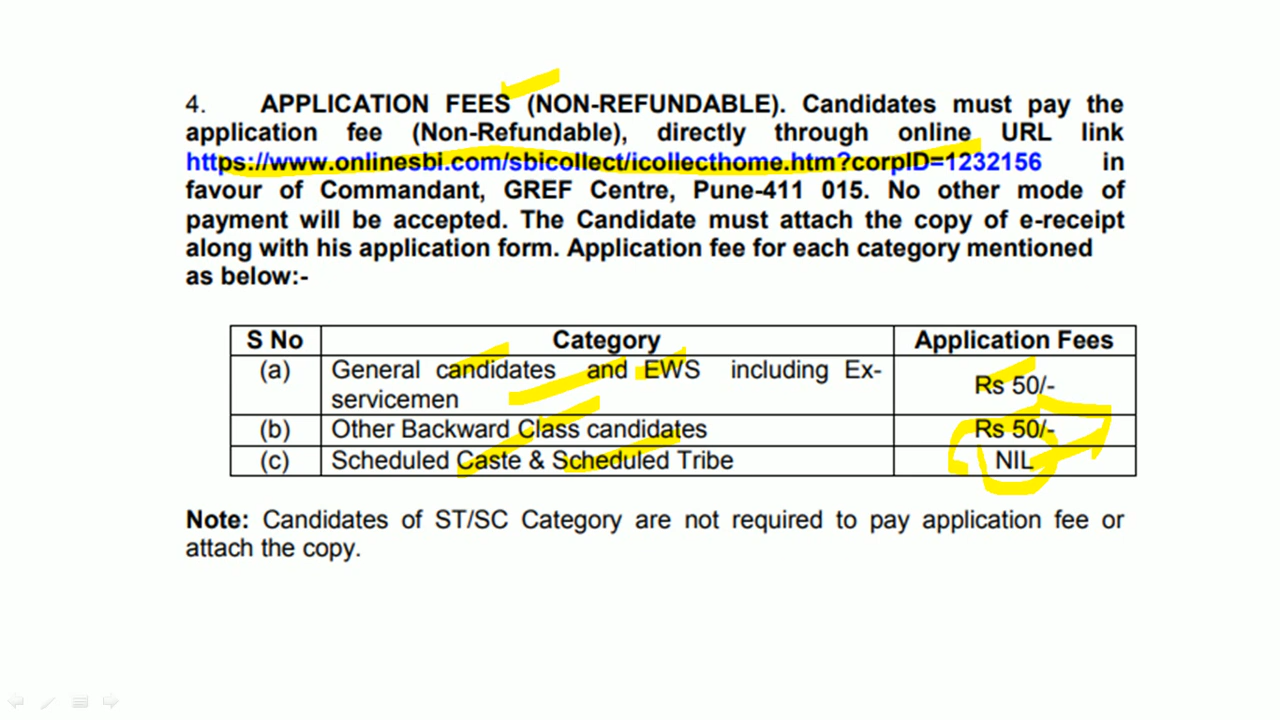 4. APPLICATION FEES (NON-REFUNDABLE). Candidates must pay the
application fee (Non-Refundable), directly through online URL link
https://www.onlinesbi.com/sbicollect/icollecthome.htm?corpID=1232156 in
favour of Commandant, GREF Centre, Pune-411 015. No other mode of
payment will be accepted. The Candidate must attach the copy of e-receipt
along with his application form. Application fee for each category mentioned
as below:-
S No Category Application Fees
(a) General candidates and EWS including Ex-
servicemen Rs 50/-
(b) Other Backward Class candidates Rs 50/-
(c) Scheduled Caste & Scheduled Tribe NIL
Note: Candidates of ST/SC Category are not required to pay application fee or
attach the copy.